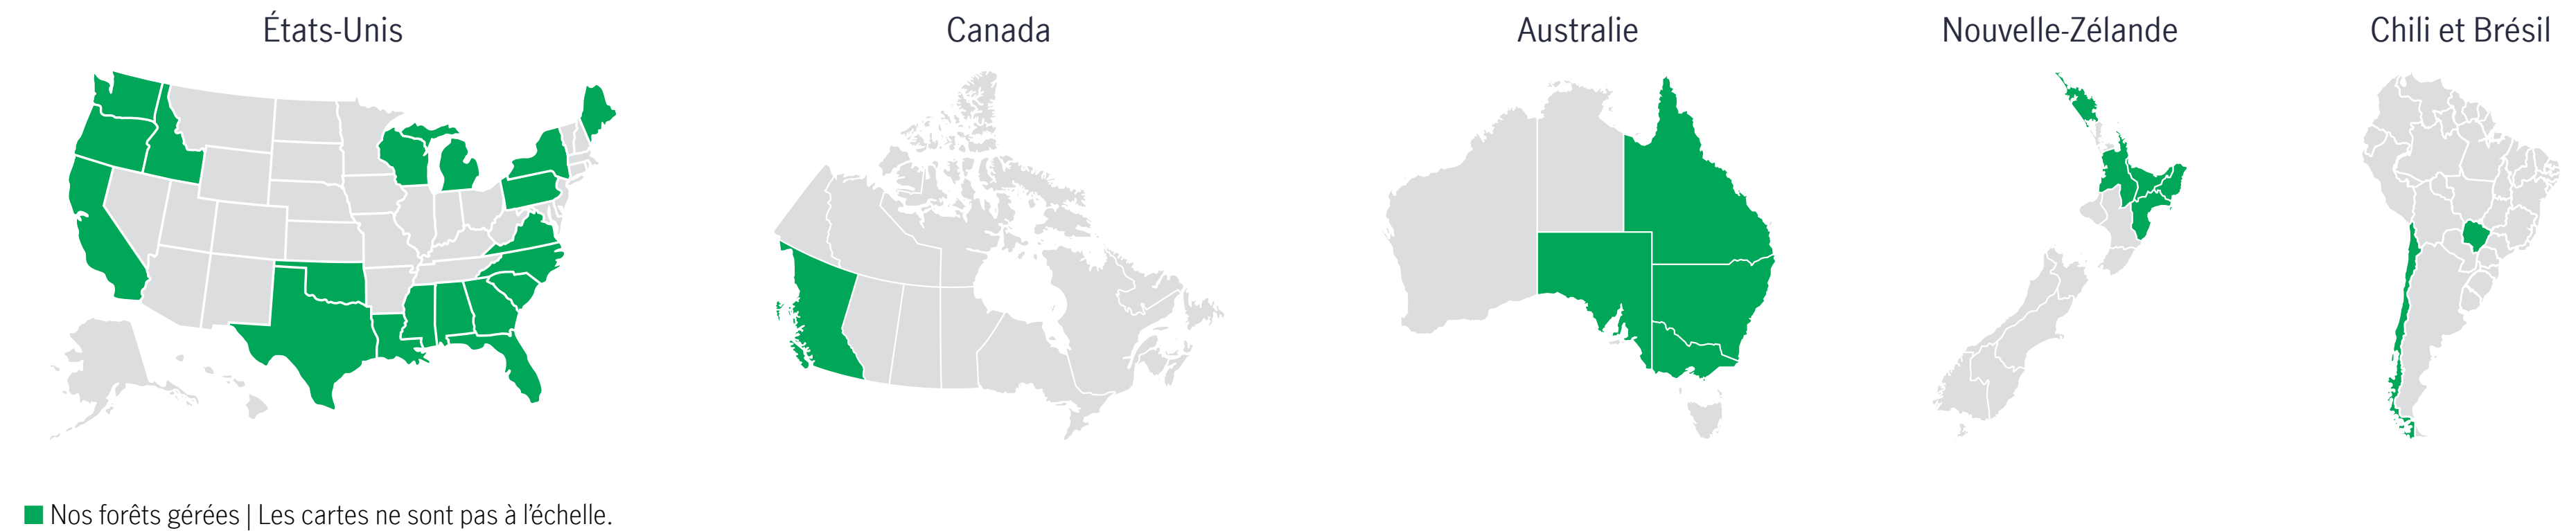 États-Unis
Canada
Australie
Nouvelle-Zélande
Chili et Brésil
Nos forêts gérées | Les cartes ne sont pas à l’échelle.